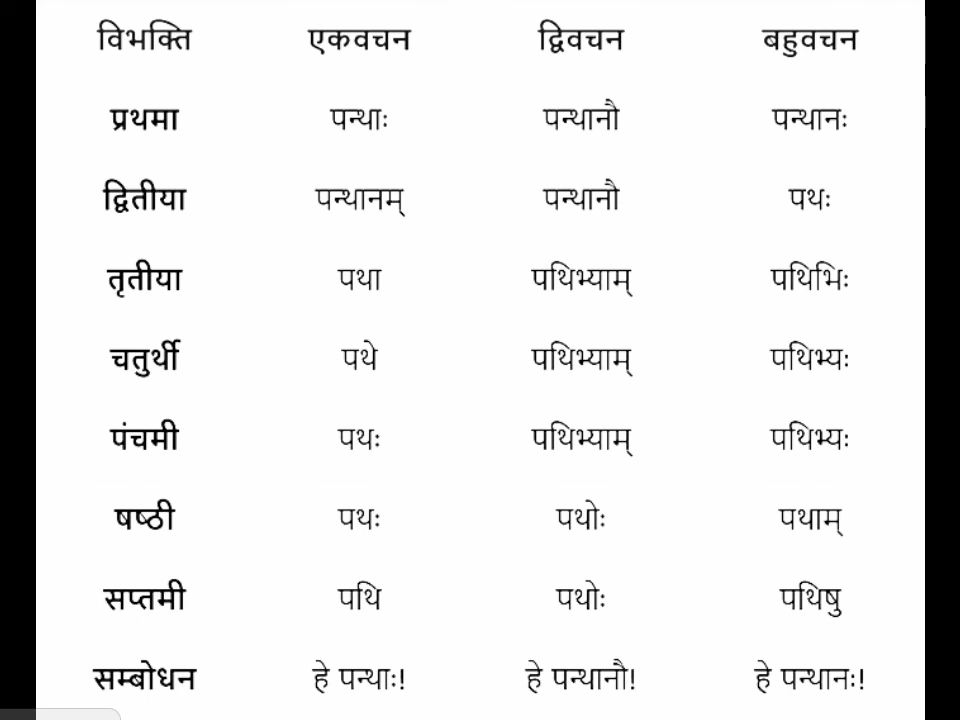 विभक्ति एकवचन द्विवचन बहुवचन
प्रथमा पन्थाः पन्थानौ पन्थानः
द्वितीया पन्थानम् पन्थानौ पथः
तृतीया पथा पथिभ्याम् पथिभिः
चतुर्थी पथे पथिभ्याम् पथिभ्यः
पंचमी पथः पथिभ्याम् पथिभ्यः
षष्ठी पथः पथोः पथाम्
सप्तमी पथि पथोः पथिषु
सम्बोधन हे पन्थाः! हे पन्थानौ! हे पन्थानः!